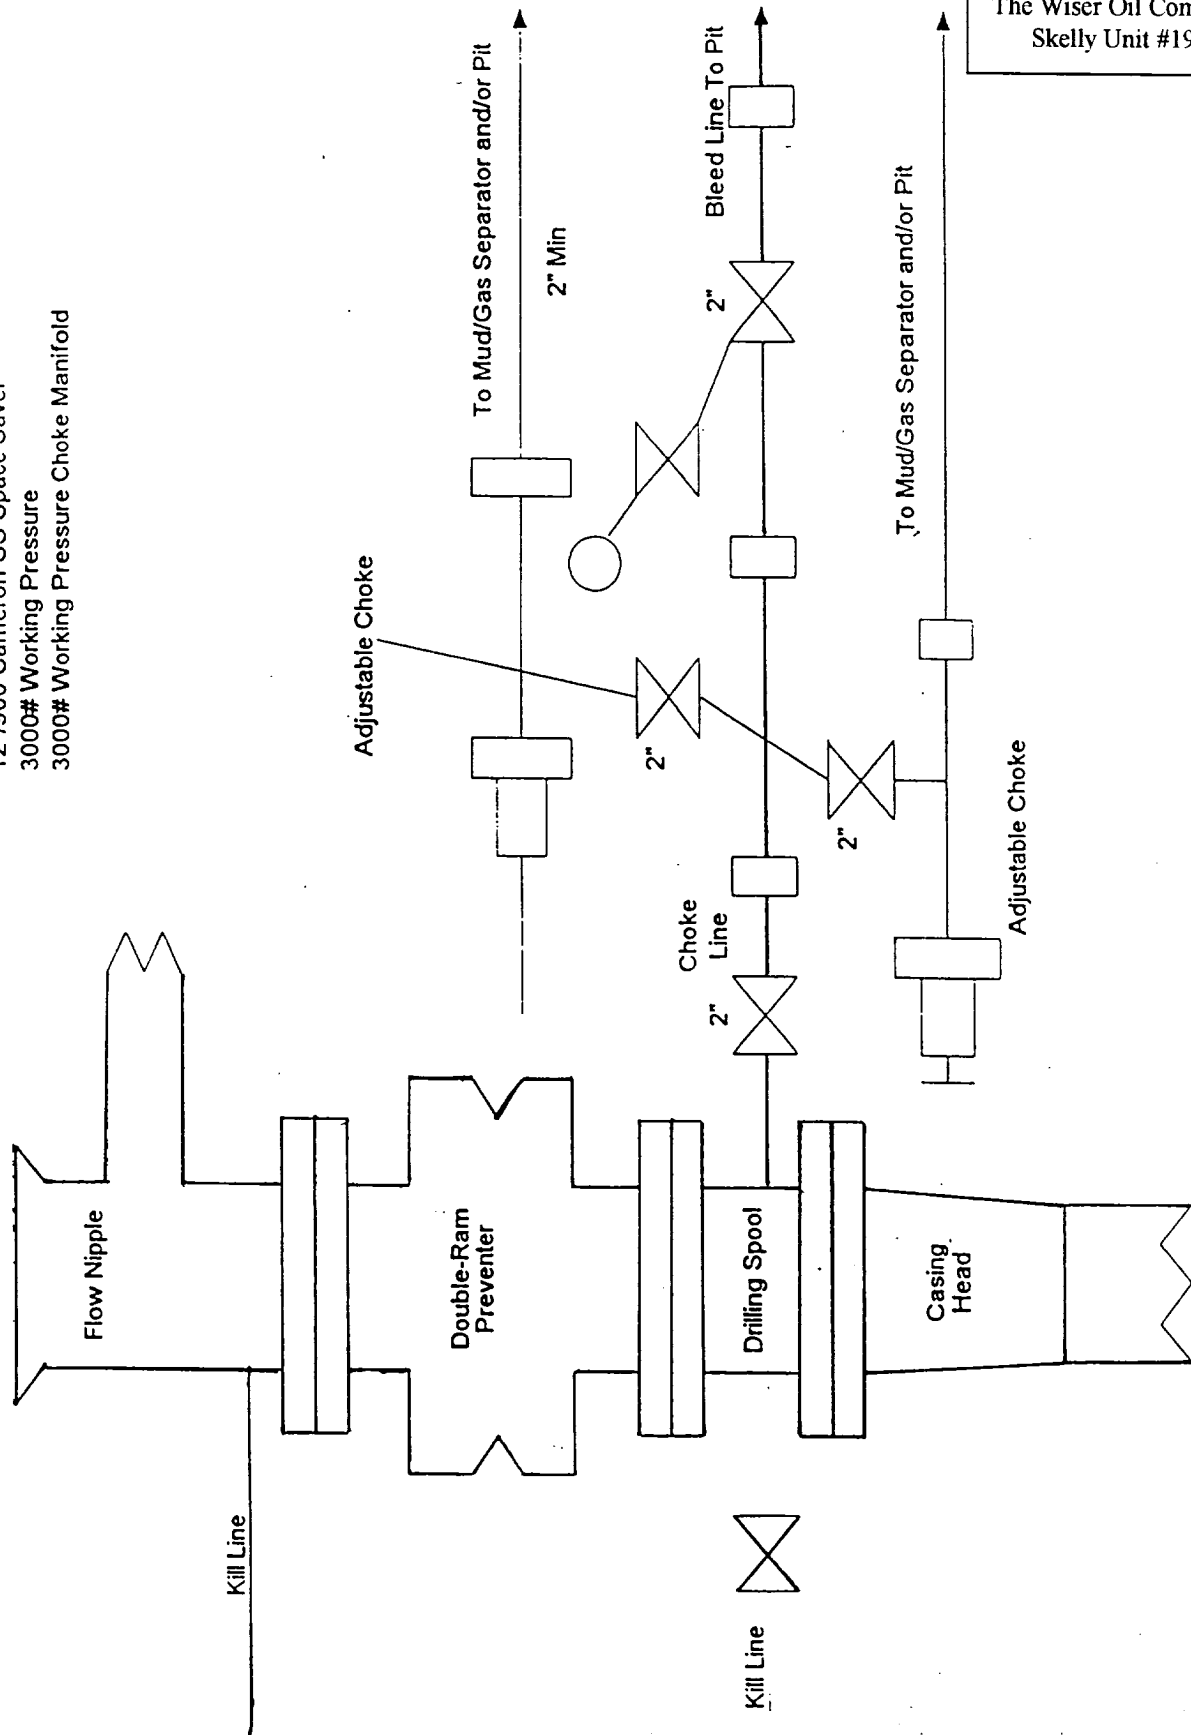 The Wiser Oil Com
Skelly Unit #19
3000# Working Pressure
3000# Working Pressure Choke Manifold
To Mud/Gas Separator and/or Pit
2" Min
Bleed Line To Pit
2"
To Mud/Gas Separator and/or Pit
Adjustable Choke
2"
2"
Adjustable Choke
Choke
Line
2"
Flow Nipple
Double-Ram
Preventer
Drilling Spool
Casing
Head
Kill Line
Kill Line